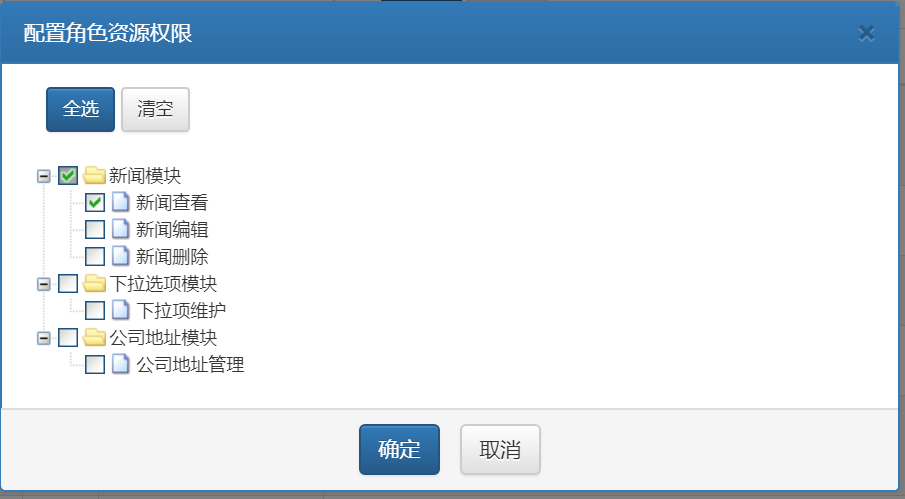 配置角色资源权限
全选 清空
新闻模块
新闻查看
新闻编辑
新闻删除
下拉选项模块
下拉项维护
公司地址模块
公司地址管理
确定 取消